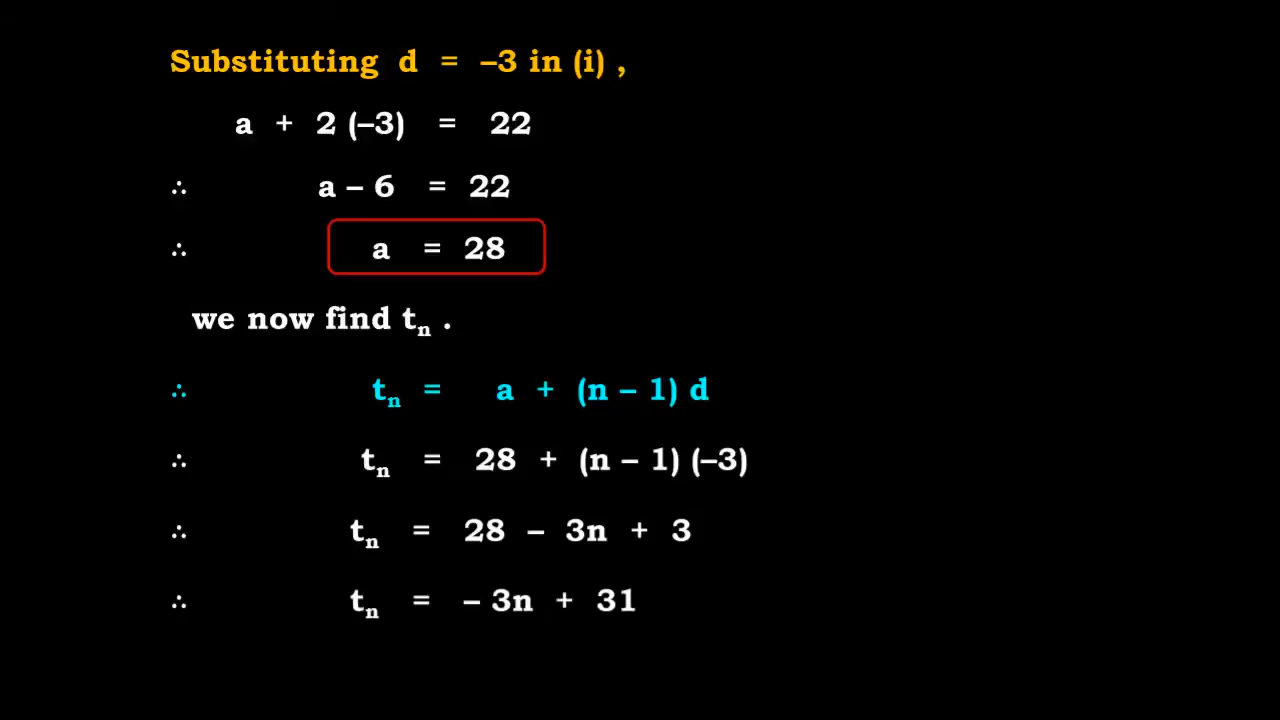 Substituting d = –3 in (i) ,
a + 2 (–3) = 22
∴ a – 6 = 22
∴ a = 28
we now find tₙ .
∴ tₙ = a + (n – 1) d
∴ tₙ = 28 + (n – 1) (–3)
∴ tₙ = 28 – 3n + 3
∴ tₙ = – 3n + 31